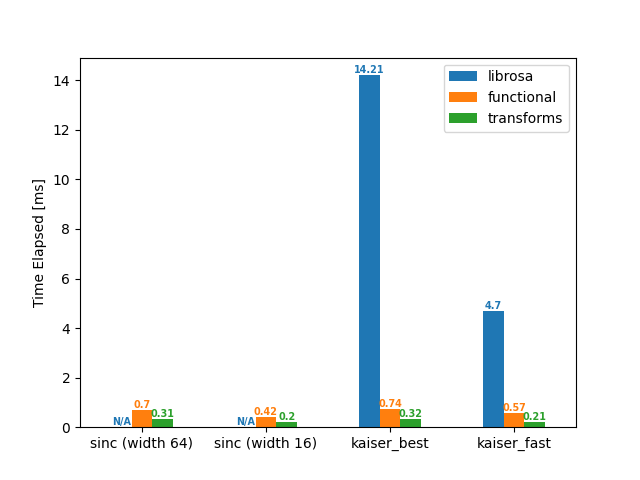 librosa
functional
transforms
Time Elapsed [ms]
14
12
10
8
6
4
2
0
N/A 0.7 0.31
N/A 0.42 0.2
14.21 0.74 0.32
4.7 0.57 0.21
sinc (width 64) sinc (width 16) kaiser_best kaiser_fast